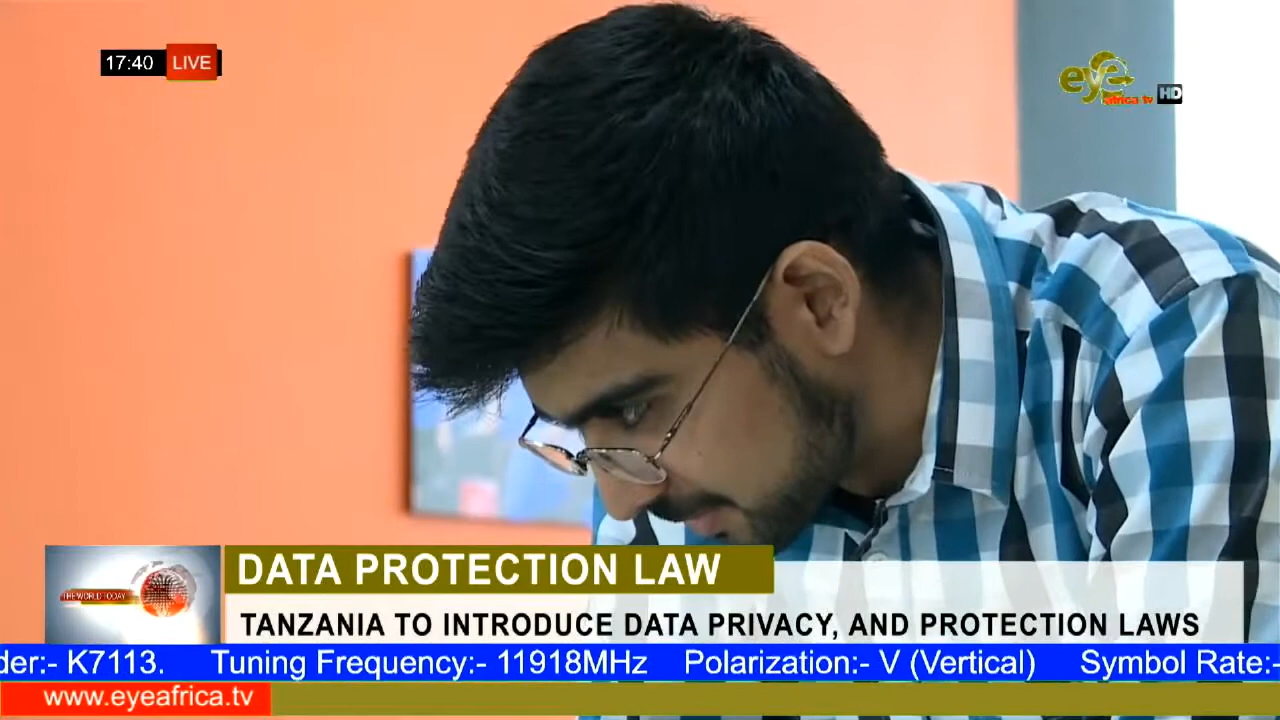 17:40 LIVE
eye
africa tv HD
DATA PROTECTION LAW
THE WORLD TODAY
TANZANIA TO INTRODUCE DATA PRIVACY, AND PROTECTION LAWS
der:- K7113. Tuning Frequency:- 11918MHz Polarization:- V (Vertical) Symbol Rate:-
www.eyeafrica.tv